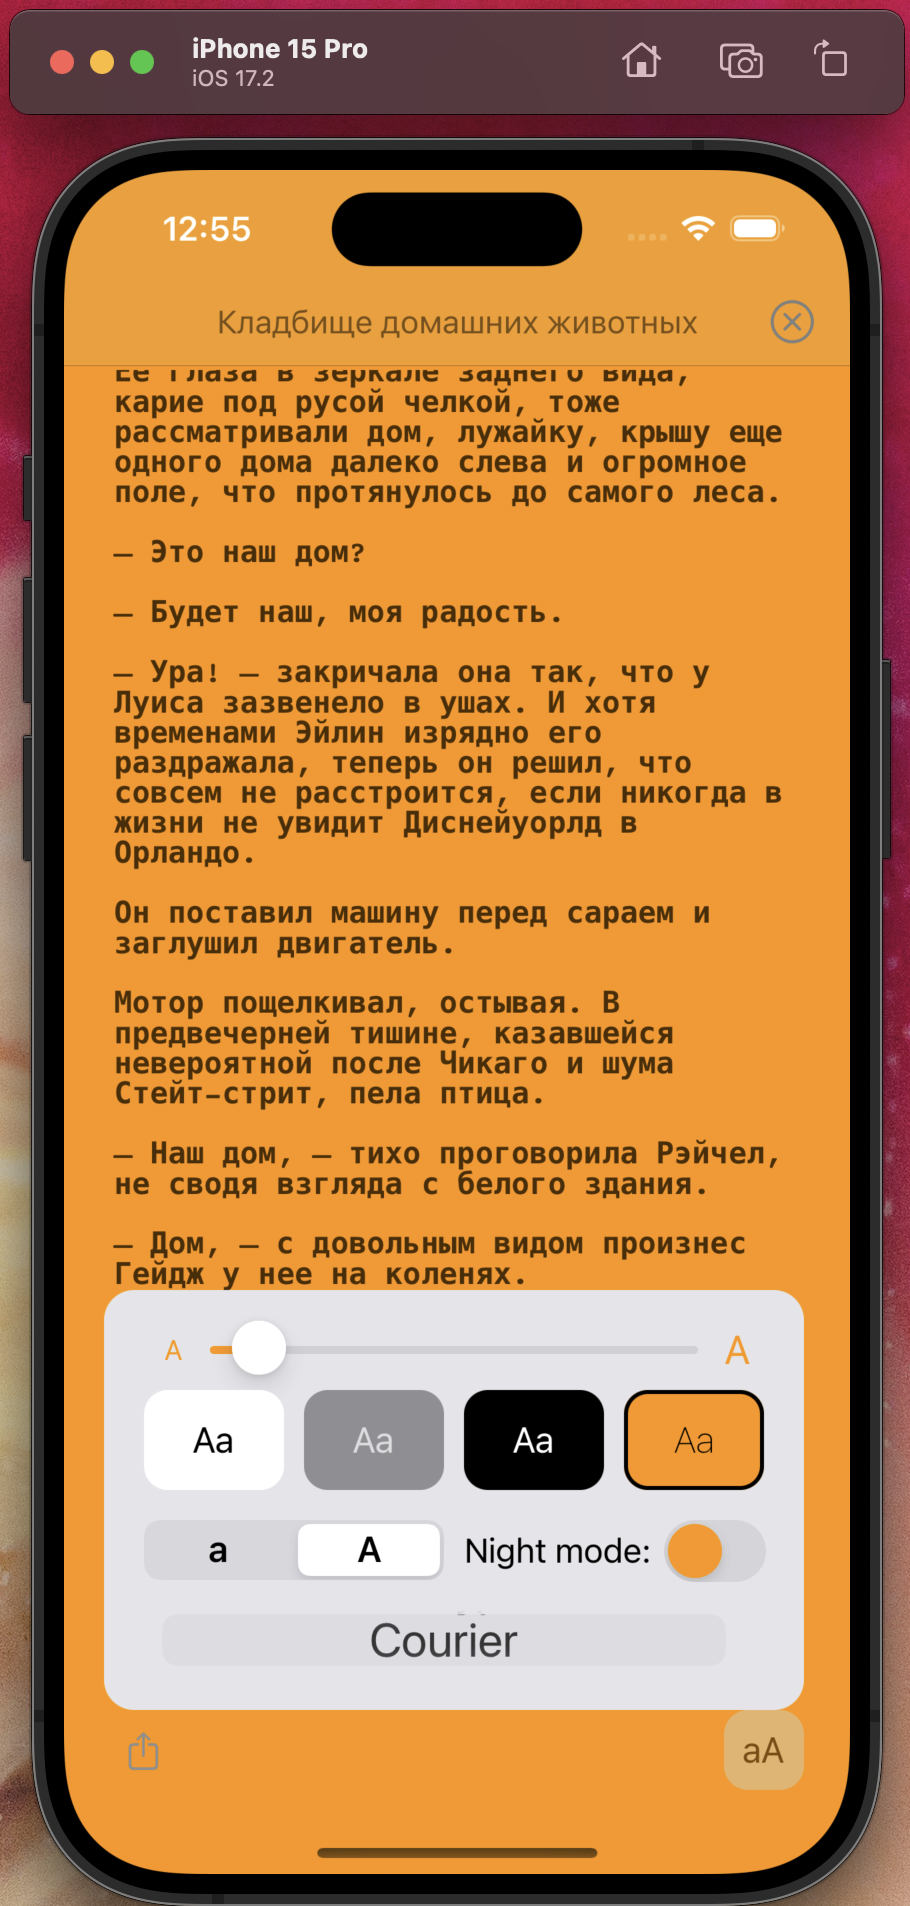 iPhone 15 Pro
iOS 17.2
12:55
Кладбище домашних животных
Ее глаза в зеркале заднего вида,
карие под русой челкой, тоже
рассматривали дом, лужайку, крышу еще
одного дома далеко слева и огромное
поле, что протянулось до самого леса.
— Это наш дом?
— Будет наш, моя радость.
— Ура! — закричала она так, что у
Луиса зазвенело в ушах. И хотя
временами Эйлин изрядно его
раздражала, теперь он решил, что
совсем не расстроится, если никогда в
жизни не увидит Диснейуорлд в
Орландо.
Он поставил машину перед сараем и
заглушил двигатель.
Мотор пощелкивал, остывая. В
предвечерней тишине, казавшейся
невероятной после Чикаго и шума
Стейт-стрит, пела птица.
— Наш дом, — тихо проговорила Рэйчел,
не сводя взгляда с белого здания.
— Дом, — с довольным видом произнес
Гейдж у нее на коленях.
A A
Aa Aa Aa Aa
a A Night mode:
Courier
aA